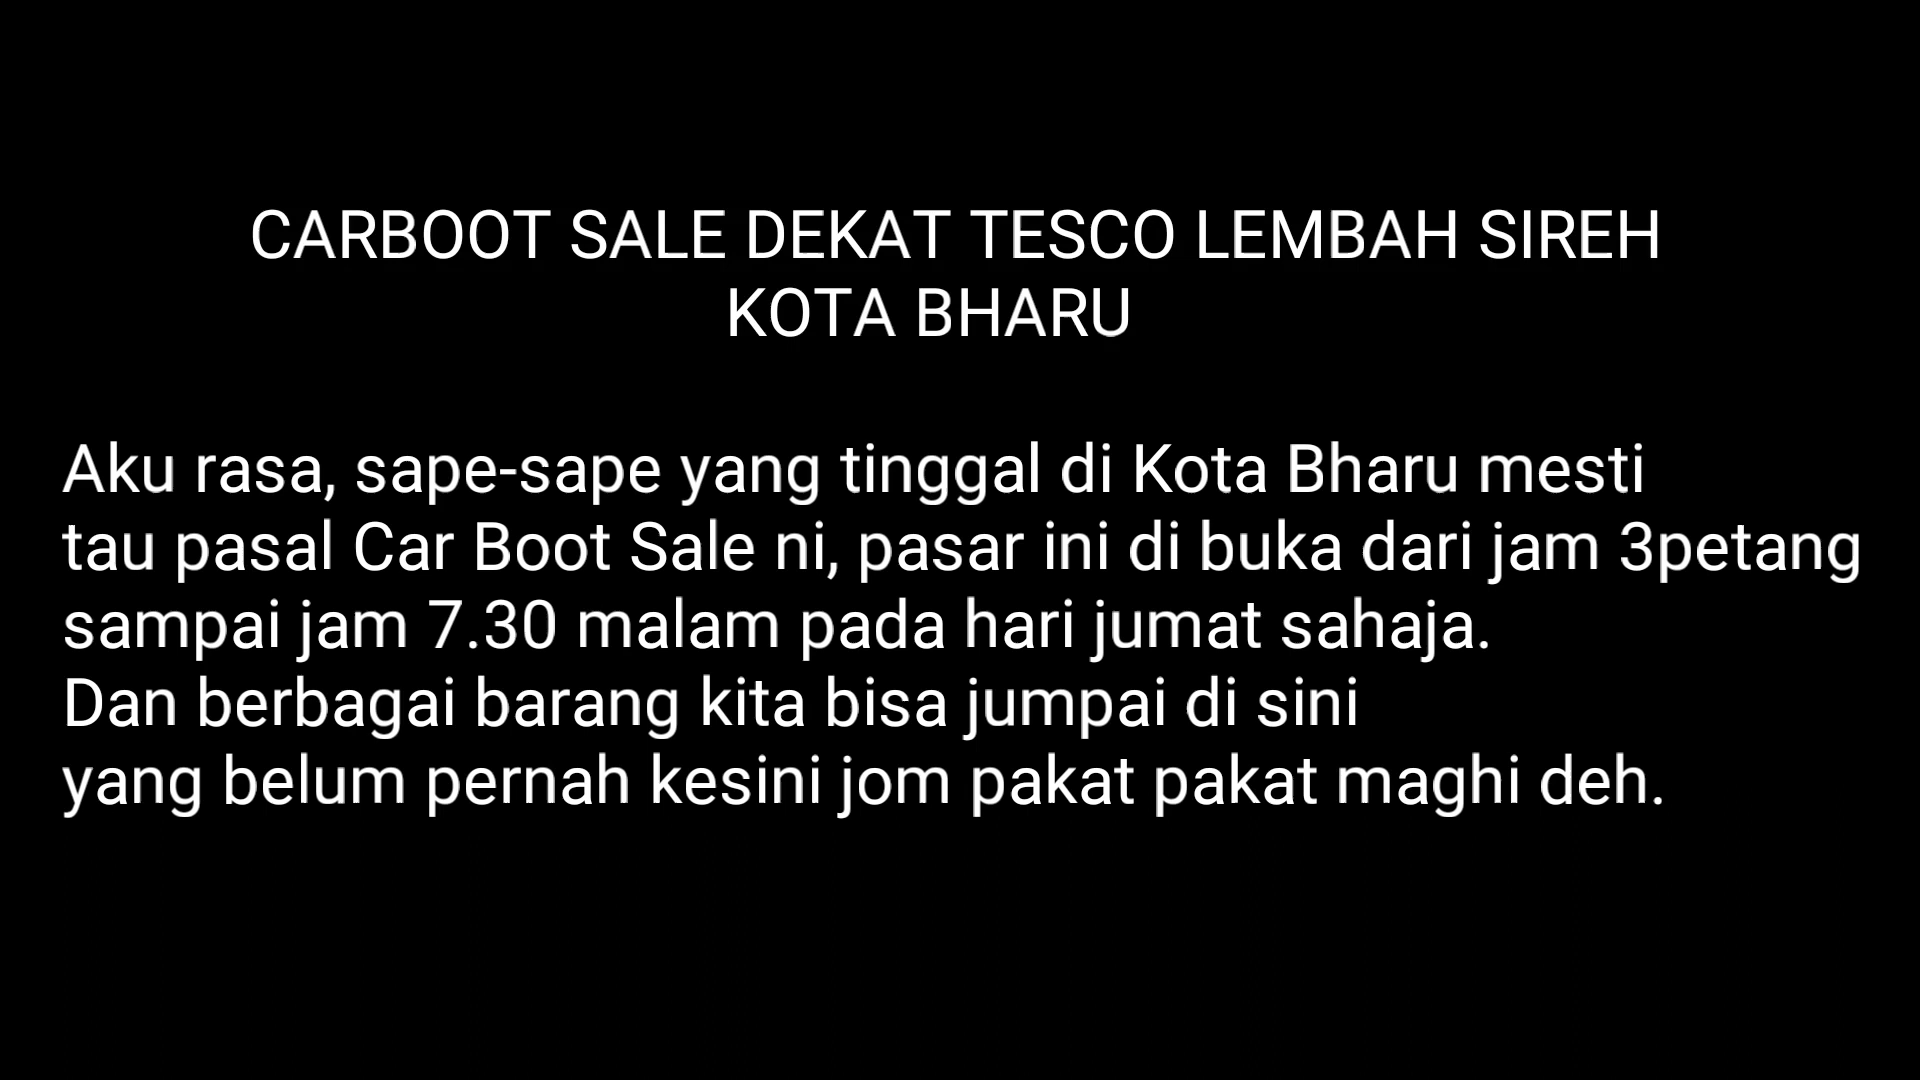 CARBOOT SALE DEKAT TESCO LEMBAH SIREH
KOTA BHARU
Aku rasa, sape-sape yang tinggal di Kota Bharu mesti
tau pasal Car Boot Sale ni, pasar ini di buka dari jam 3petang
sampai jam 7.30 malam pada hari jumat sahaja.
Dan berbagai barang kita bisa jumpai di sini
yang belum pernah kesini jom pakat pakat maghi deh.